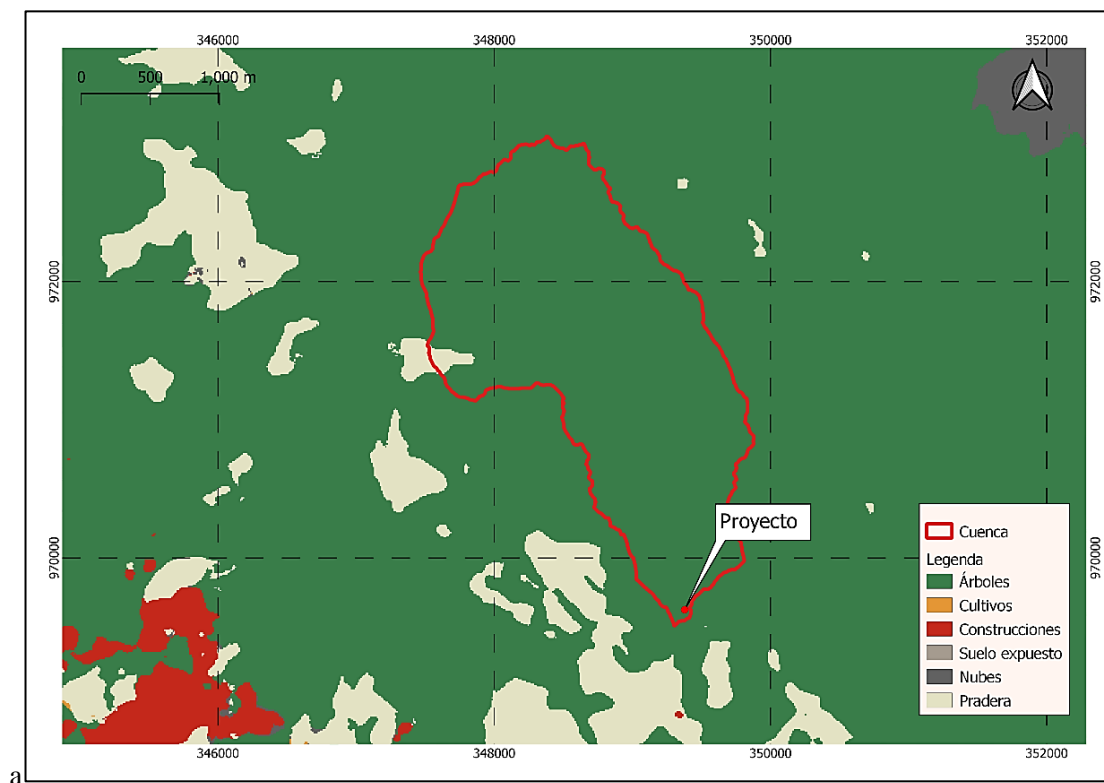 346000 348000 350000 352000
0 500 1,000 m
972000 972000
Proyecto
970000 970000
Cuenca
Legenda
Árboles
Cultivos
Construcciones
Suelo expuesto
Nubes
Pradera
346000 348000 350000 352000
a